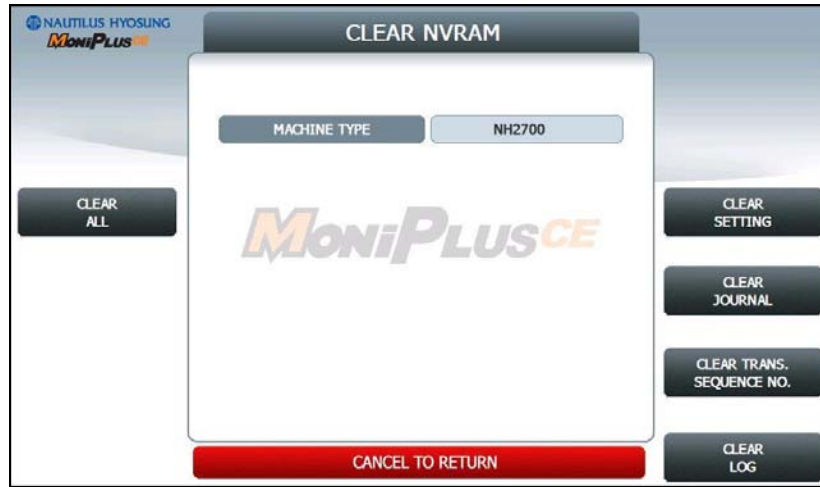 NAUTILUS HYOSUNG
MoniPlus CE
CLEAR NVRAM
MACHINE TYPE
NH2700
CLEAR
ALL
MoniPlusCE
CLEAR
SETTING
CLEAR
JOURNAL
CLEAR TRANS.
SEQUENCE NO.
CANCEL TO RETURN
CLEAR
LOG